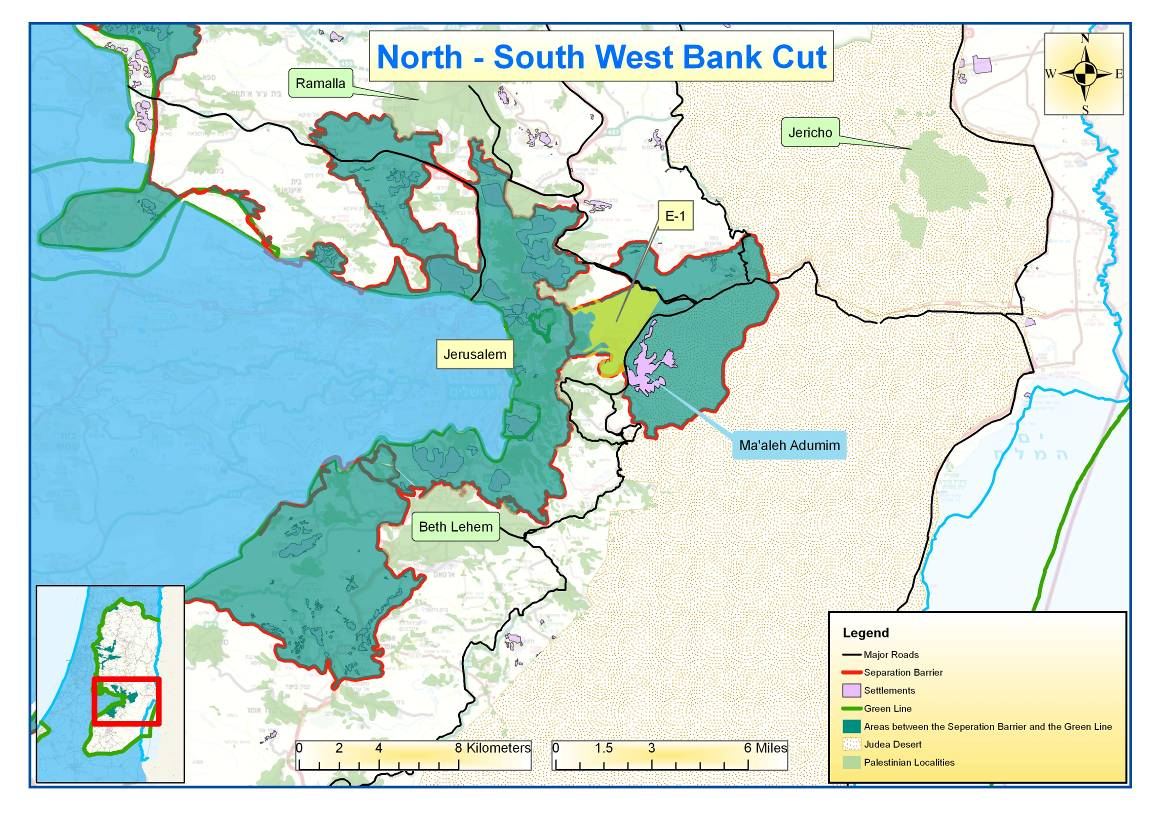 North - South West Bank Cut
N
W E
S
Ramalla
Jericho
E-1
Jerusalem
Ma'aleh Adumim
Beth Lehem
ים
המלח
Legend
Major Roads
Separation Barrier
Settlements
Green Line
Areas between the Seperation Barrier and the Green Line
Judea Desert
Palestinian Localities
0 2 4 8 Kilometers
0 1.5 3 6 Miles